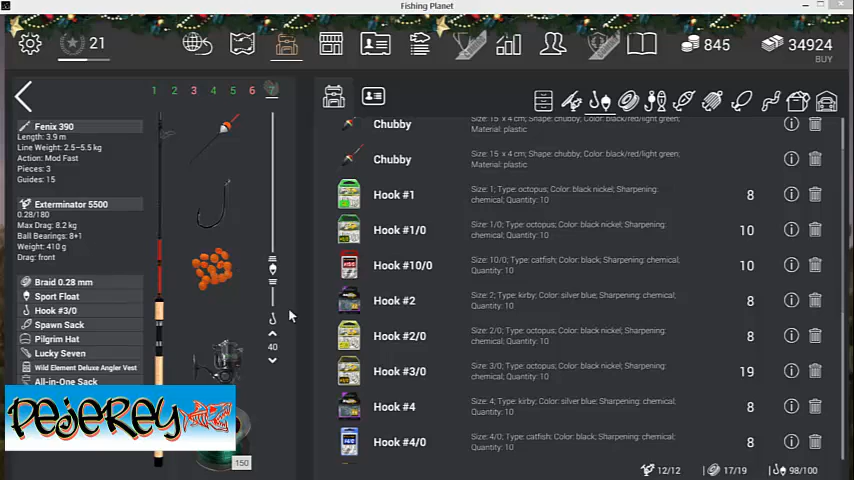 Fishing Planet
21
845
34924
BUY
1 2 3 4 5 6 7
Fenix 390
Length: 3.9 m
Line Weight: 2.5–5.5 kg
Action: Mod Fast
Pieces: 3
Guides: 15
Exterminator 5500
0.28/180
Max Drag: 8.2 kg
Ball Bearings: 8+1
Weight: 410 g
Drag: front
Braid 0.28 mm
Sport Float
Hook #3/0
Spawn Sack
Pilgrim Hat
Lucky Seven
Wild Element Deluxe Angler Vest
All-in-One Sack
PEJEREY
40
150
Chubby
Size: 15 x 4 cm; Shape: chubby; Color: black/red/light green;
Material: plastic
Chubby
Size: 15 x 4 cm; Shape: chubby; Color: black/red/light green;
Material: plastic
Hook #1
Size: 1; Type: octopus; Color: black nickel; Sharpening:
chemical; Quantity: 10
8
Hook #1/0
Size: 1/0; Type: octopus; Color: black nickel; Sharpening:
chemical; Quantity: 10
10
Hook #10/0
Size: 10/0; Type: catfish; Color: black; Sharpening: chemical;
Quantity: 10
10
Hook #2
Size: 2; Type: kirby; Color: silver blue; Sharpening: chemical;
Quantity: 10
8
Hook #2/0
Size: 2/0; Type: octopus; Color: black nickel; Sharpening:
chemical; Quantity: 10
8
Hook #3/0
Size: 3/0; Type: octopus; Color: black nickel; Sharpening:
chemical; Quantity: 10
19
Hook #4
Size: 4; Type: kirby; Color: silver blue; Sharpening: chemical;
Quantity: 10
8
Hook #4/0
Size: 4/0; Type: catfish; Color: black; Sharpening: chemical;
Quantity: 10
8
12/12
17/19
98/100